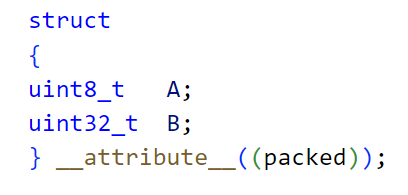 struct
{
uint8_t   A;
uint32_t  B;
} __attribute__((packed));